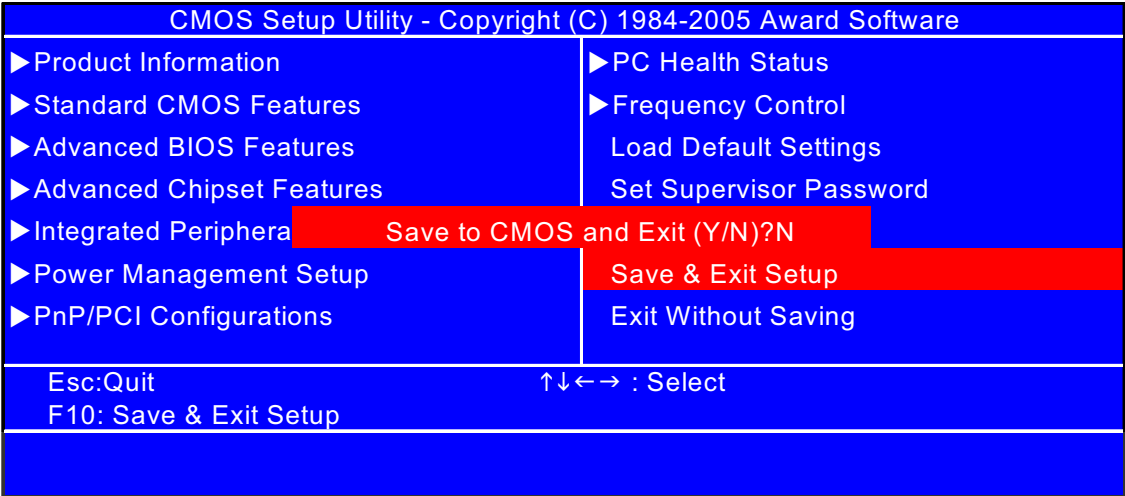 CMOS Setup Utility - Copyright (C) 1984-2005 Award Software
▶Product Information
▶Standard CMOS Features
▶Advanced BIOS Features
▶Advanced Chipset Features
▶Integrated Periphera
▶Power Management Setup
▶PnP/PCI Configurations
▶PC Health Status
▶Frequency Control
Load Default Settings
Set Supervisor Password
Save to CMOS and Exit (Y/N)?N
Save & Exit Setup
Exit Without Saving
Esc:Quit
↑↓←→ : Select
F10: Save & Exit Setup